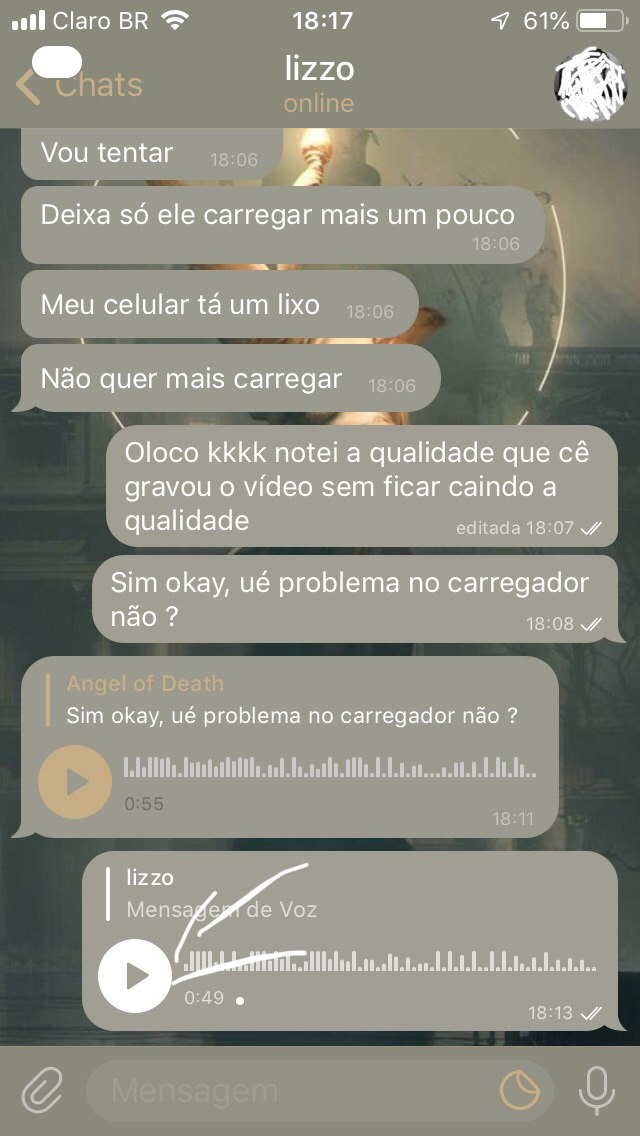 Claro BR 18:17 61%
Chats lizzo
online
Vou tentar 18:06
Deixa só ele carregar mais um pouco
18:06
Meu celular tá um lixo 18:06
Não quer mais carregar 18:06
Oloco kkkk notei a qualidade que cê
gravou o vídeo sem ficar caindo a
qualidade editada 18:07
Sim okay, ué problema no carregador
não ? 18:08
Angel of Death
Sim okay, ué problema no carregador não ?
0:55
18:11
lizzo
Mensagem de Voz
0:49
18:13
Mensagem